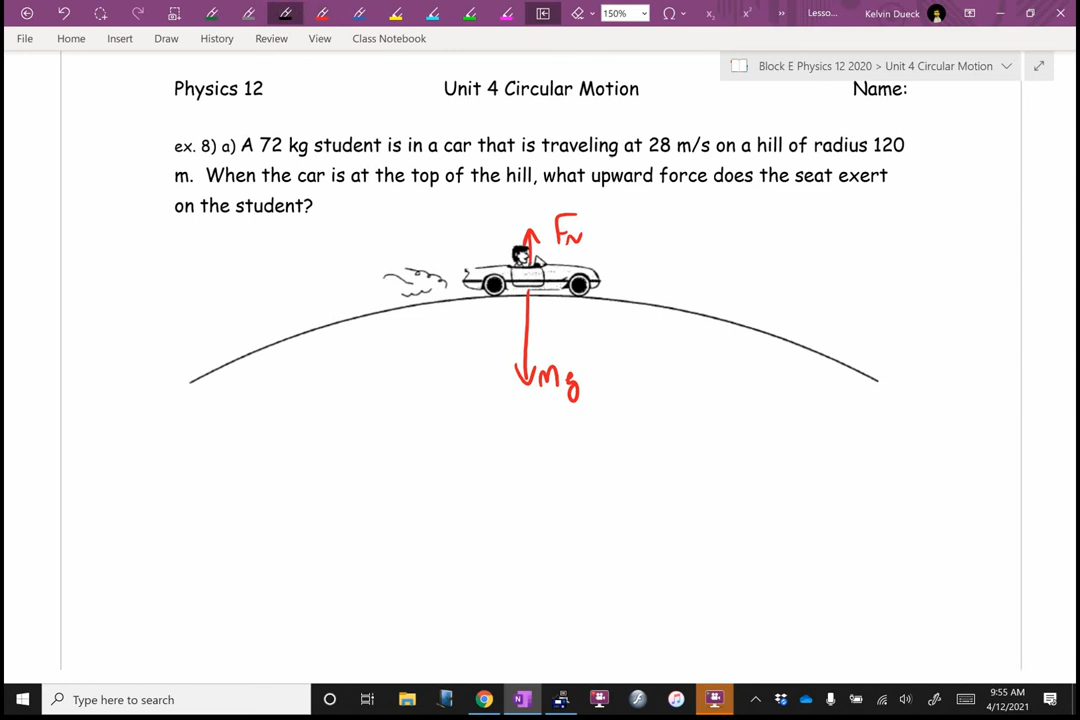 150%
Lesso...
Kelvin Dueck
File Home Insert Draw History Review View Class Notebook
Block E Physics 12 2020 > Unit 4 Circular Motion
Physics 12 Unit 4 Circular Motion Name:
ex. 8) a) A 72 kg student is in a car that is traveling at 28 m/s on a hill of radius 120
m. When the car is at the top of the hill, what upward force does the seat exert
on the student?
FN
mg
Type here to search
9:55 AM
4/12/2021